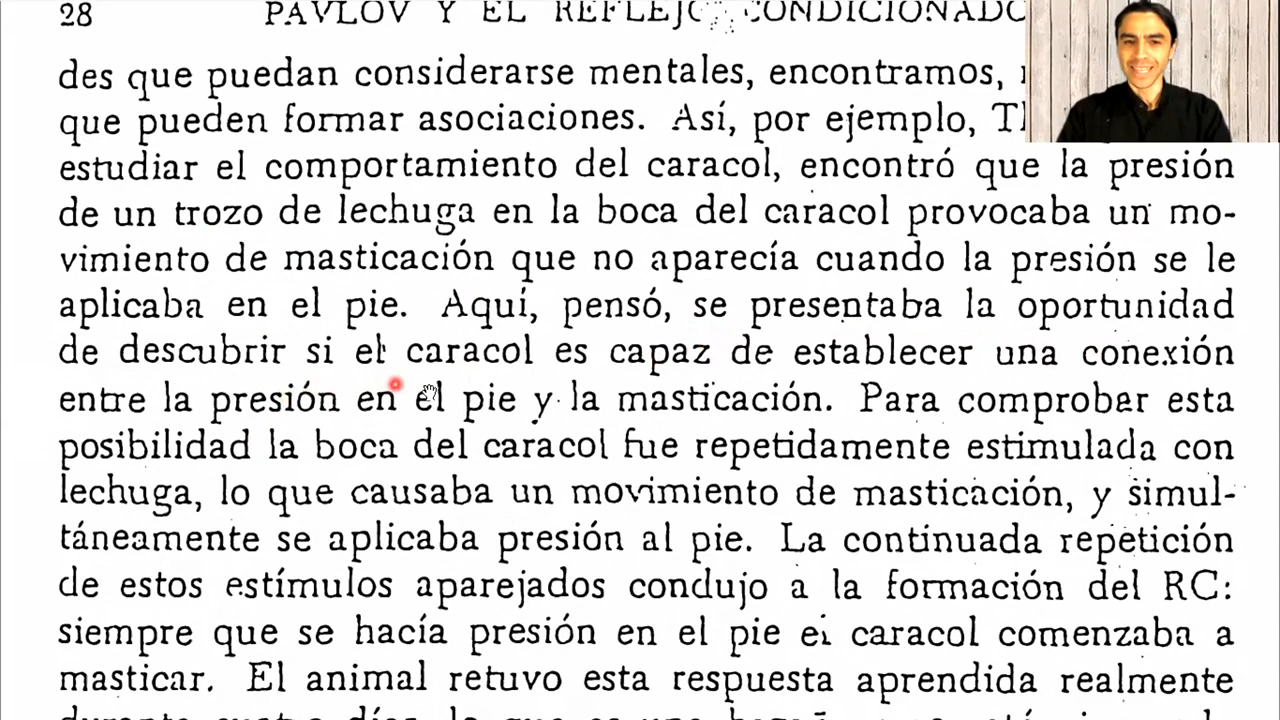 28 PAVLOV Y EL REFLEJO CONDICIONADO
des que puedan considerarse mentales, encontramos,
que pueden formar asociaciones. Así, por ejemplo,
estudiar el comportamiento del caracol, encontró que la presión
de un trozo de lechuga en la boca del caracol provocaba un mo-
vimiento de masticación que no aparecía cuando la presión se le
aplicaba en el pie. Aquí, pensó, se presentaba la oportunidad
de descubrir si el caracol es capaz de establecer una conexión
entre la presión en el pie y la masticación. Para comprobar esta
posibilidad la boca del caracol fue repetidamente estimulada con
lechuga, lo que causaba un movimiento de masticación, y simul-
táneamente se aplicaba presión al pie. La continuada repetición
de estos estímulos aparejados condujo a la formación del RC:
siempre que se hacía presión en el pie el caracol comenzaba a
masticar. El animal retuvo esta respuesta aprendida realmente